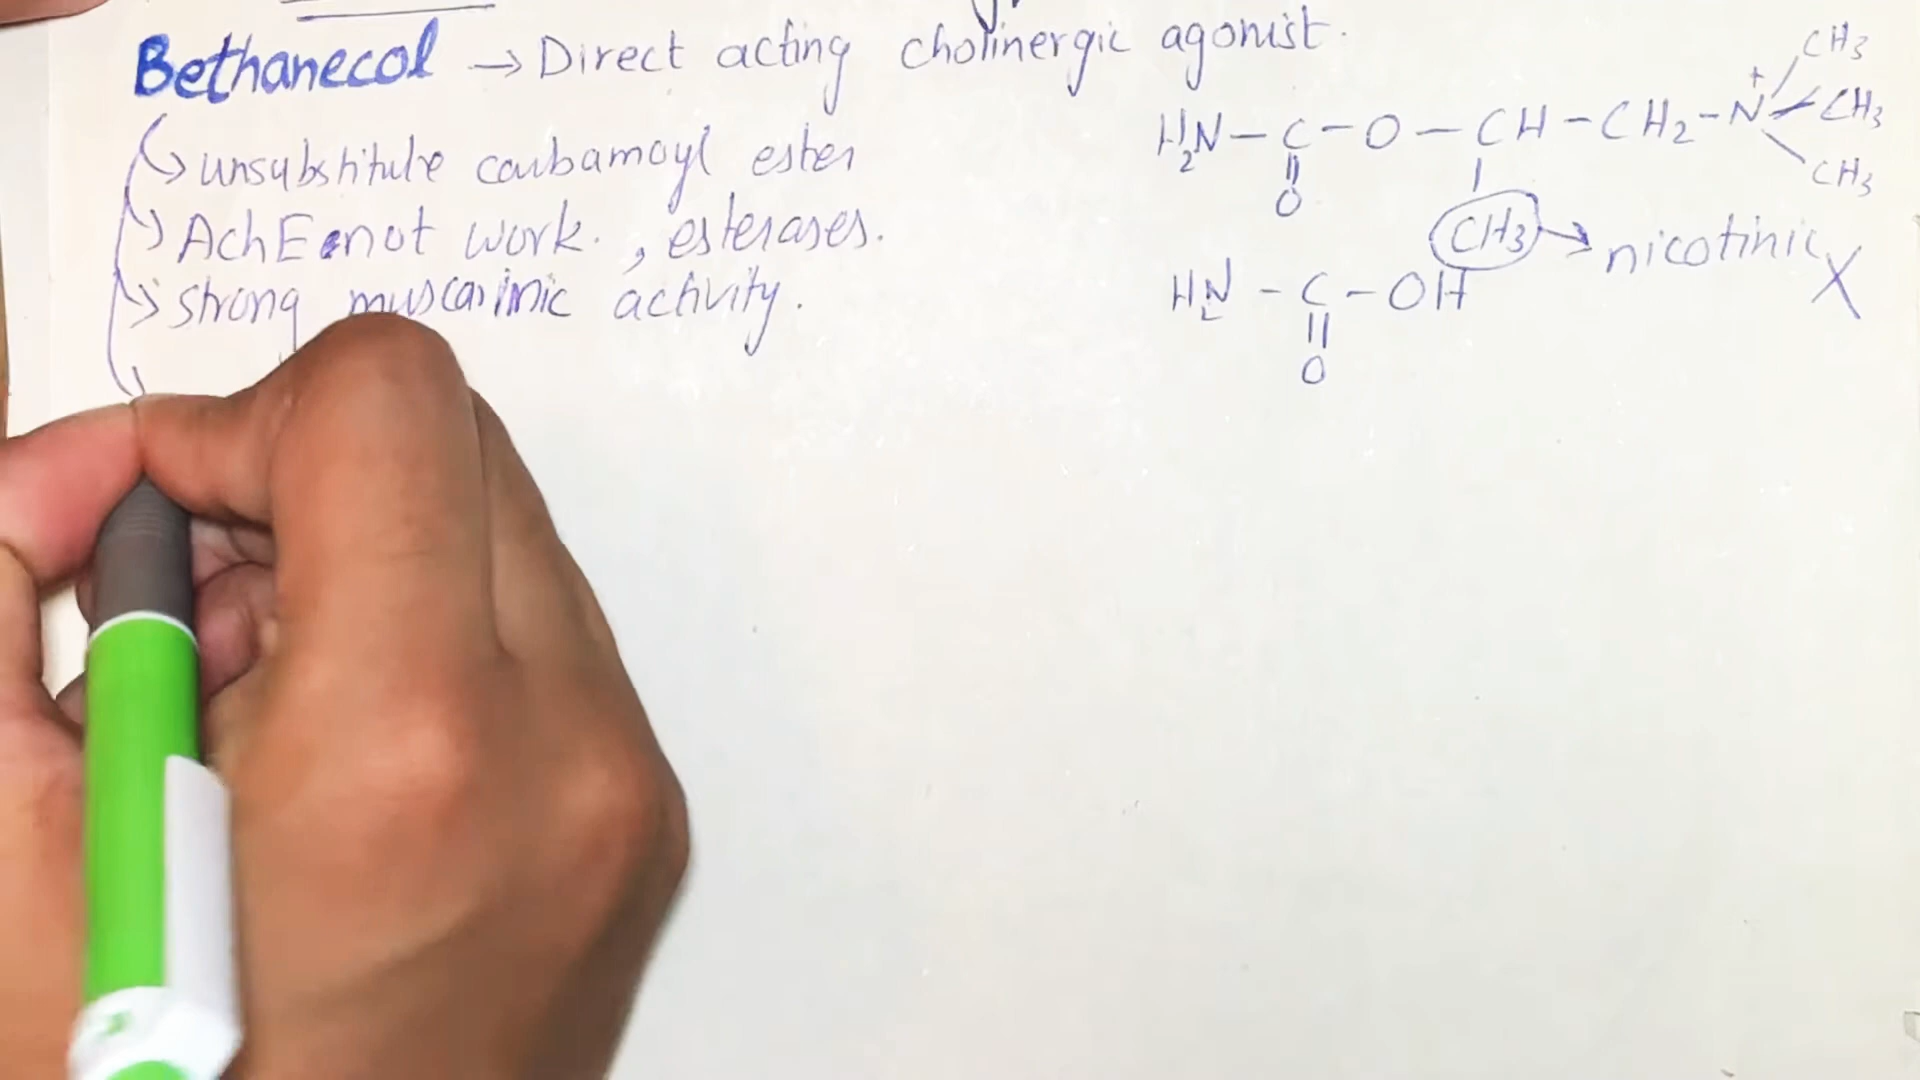 Bethanecol → Direct acting cholinergic agonist.
unsubstitute carbamoyl ester
AchE not work. , esterases.
strong muscarinic activity.
CH3
H2N – C – O – CH – CH2 – N+ CH3
O
CH3
CH3 → nicotinic X
H2N – C – OH
O